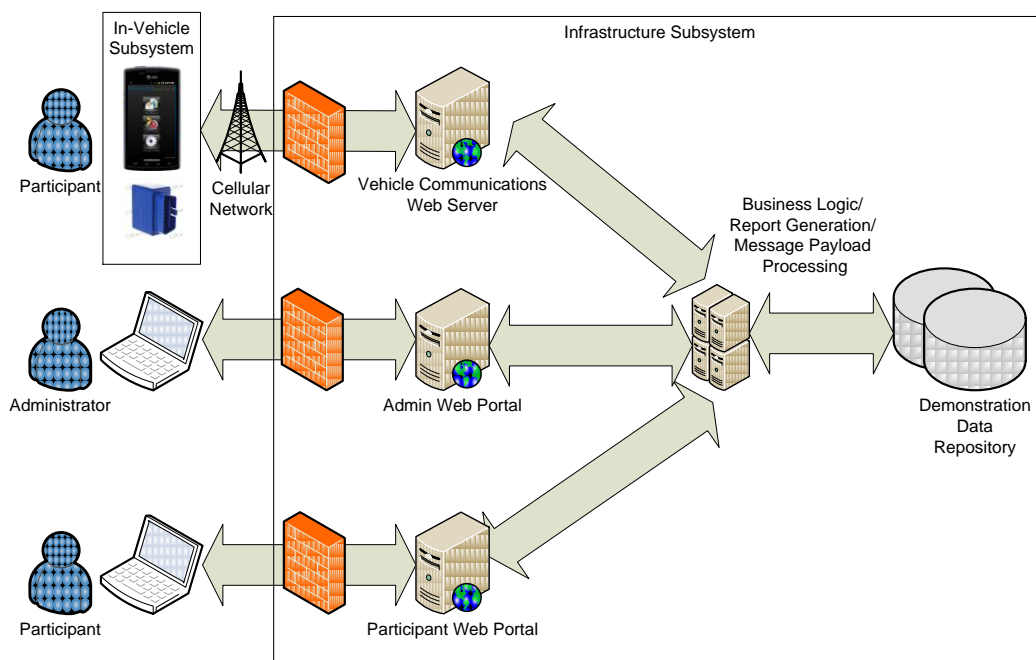 In-Vehicle
Subsystem
Infrastructure Subsystem
Participant
Cellular
Network
Vehicle Communications
Web Server
Business Logic/
Report Generation/
Message Payload
Processing
Administrator
Admin Web Portal
Demonstration
Data
Repository
Participant
Participant Web Portal